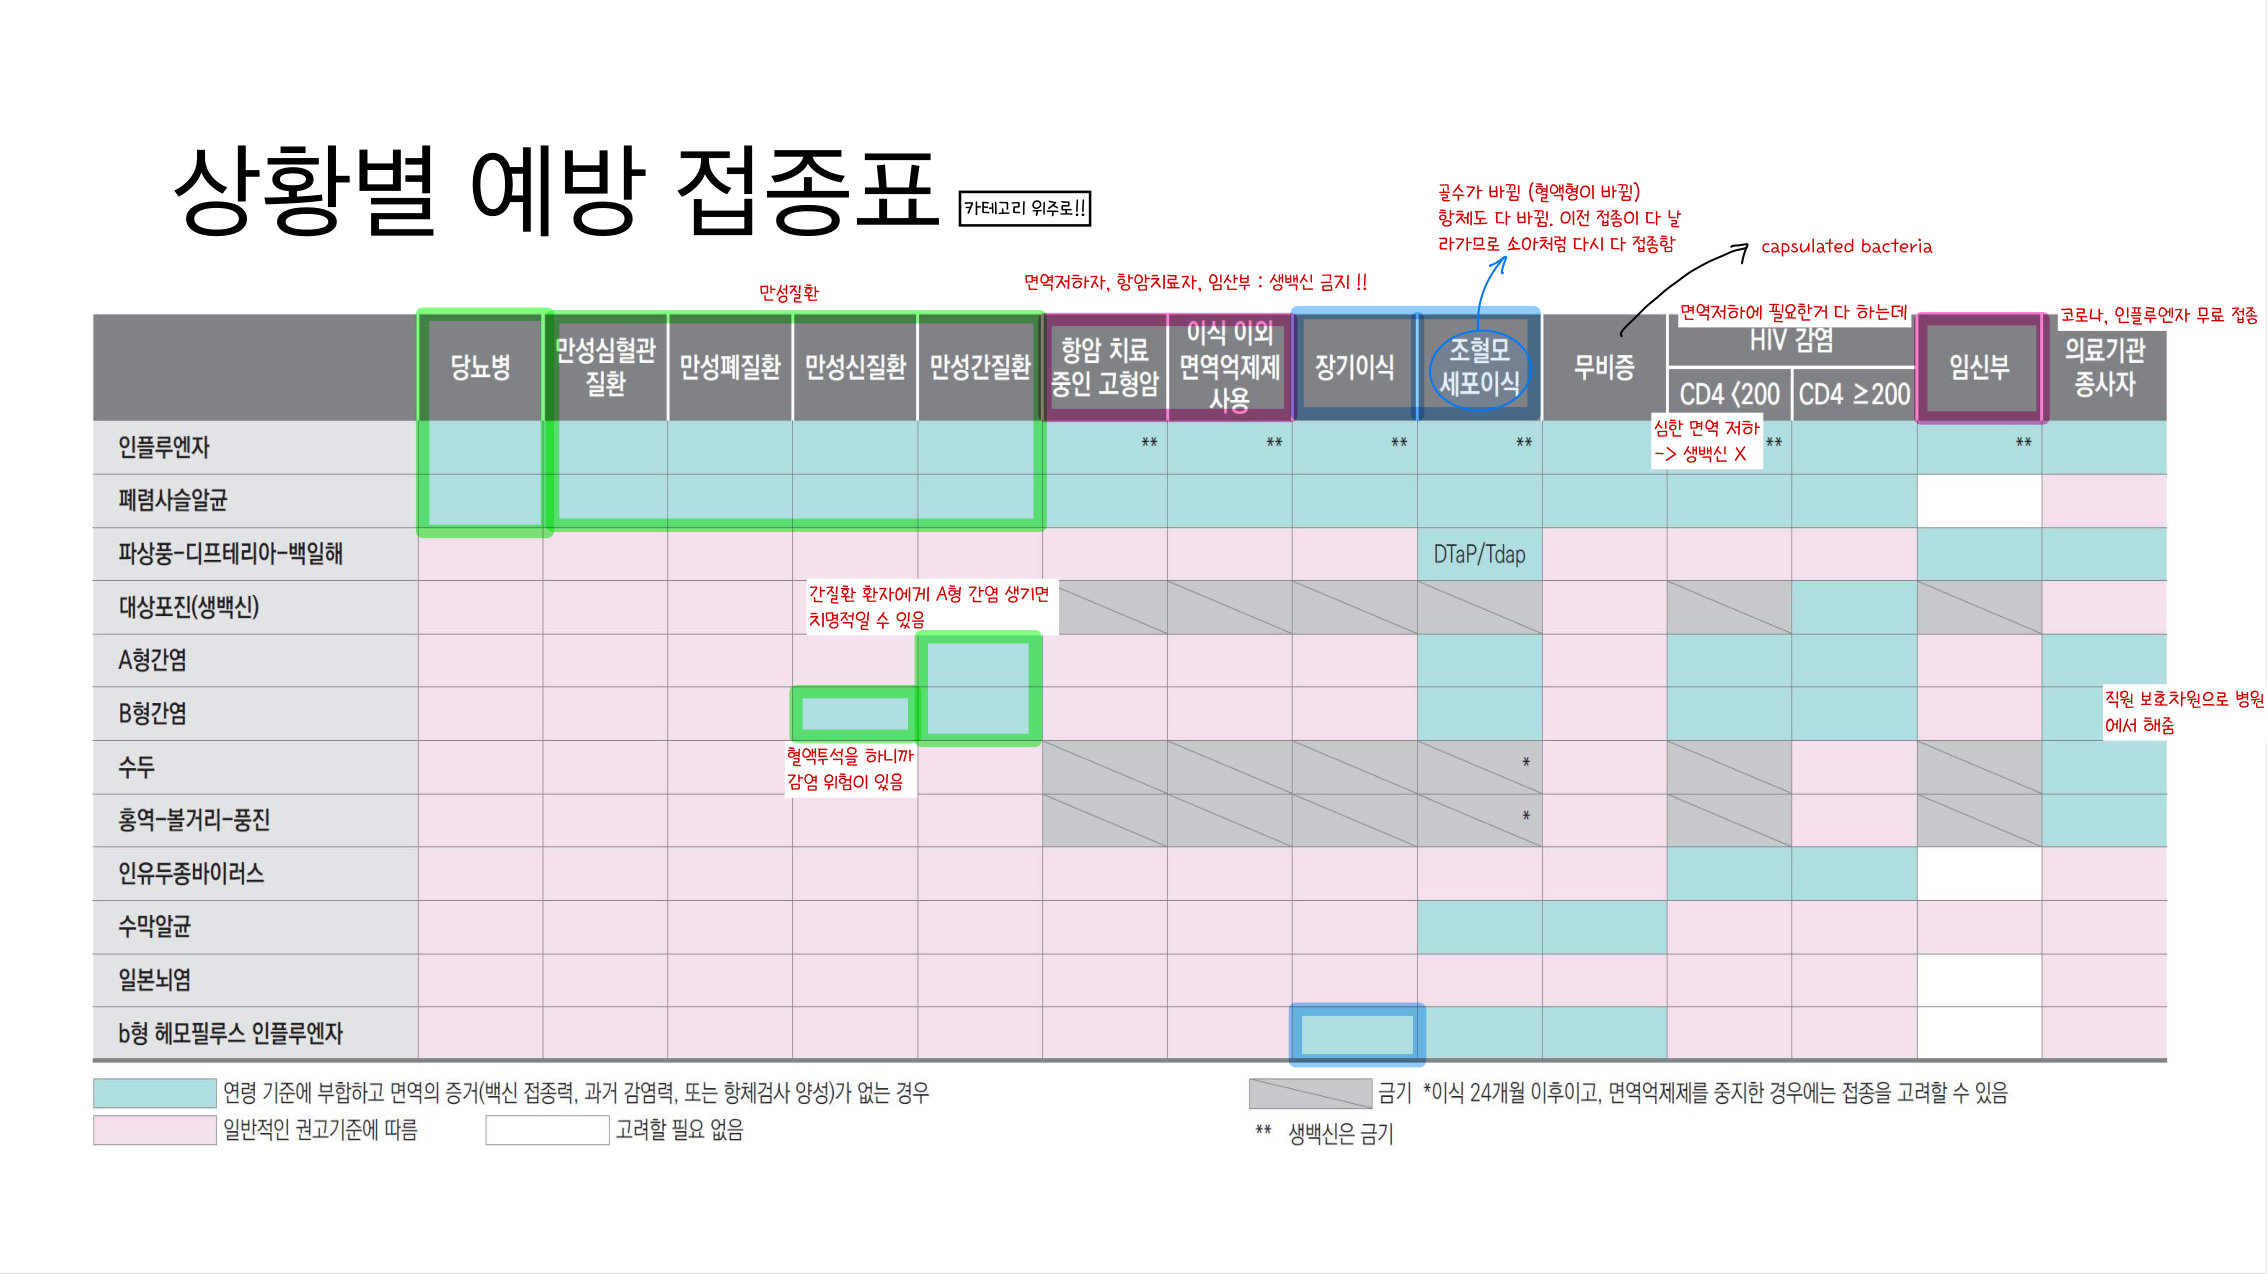 상황별 예방 접종표
카테고리 위주로!!
골수가 바뀜 (혈액형이 바뀜)
항체도 다 바뀜. 이전 접종이 다 날
라가므로 소아처럼 다시 다 접종함
capsulated bacteria
만성질환
면역저하자, 항암치료자, 임산부 : 생백신 금지 !!
면역저하에 필요한거 다 하는데
코로나, 인플루엔자 무료 접종
당뇨병
만성심혈관
질환
만성폐질환
만성신질환
만성간질환
항암 치료
중인 고형암
이식 이외
면역억제제
사용
장기이식
조혈모
세포이식
무비증
HIV 감염
CD4 <200
CD4 ≥200
임신부
의료기관
종사자
인플루엔자
** ** ** ** ** **
심한 면역 저하
-> 생백신 X
폐렴사슬알균
파상풍-디프테리아-백일해
DTaP/Tdap
대상포진(생백신)
간질환 환자에게 A형 간염 생기면
치명적일 수 있음
A형간염
B형간염
직원 보호차원으로 병원
에서 해줌
수두
*
혈액투석을 하니까
감염 위험이 있음
홍역-볼거리-풍진
*
인유두종바이러스
수막알균
일본뇌염
b형 헤모필루스 인플루엔자
연령 기준에 부합하고 면역의 증거(백신 접종력, 과거 감염력, 또는 항체검사 양성)가 없는 경우
금기 *이식 24개월 이후이고, 면역억제제를 중지한 경우에는 접종을 고려할 수 있음
일반적인 권고기준에 따름
고려할 필요 없음
** 생백신은 금기